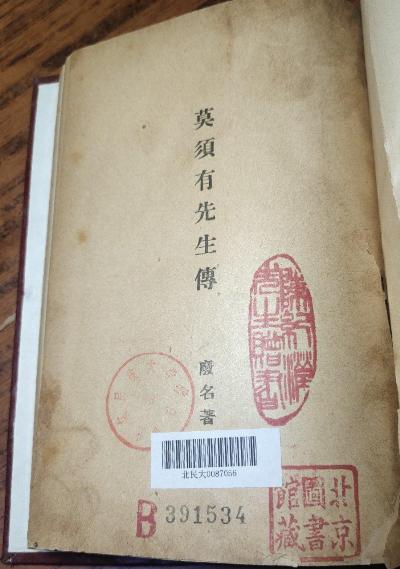 莫須有先生傳
廢名著
北民大0087056
B 391534
北京
圖書
館藏